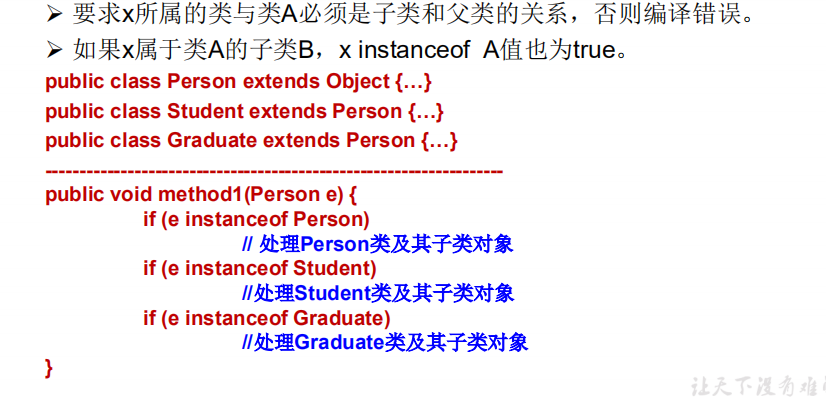 ➤ 要求x所属的类与类A必须是子类和父类的关系，否则编译错误。
➤ 如果x属于类A的子类B，x instanceof A值也为true。
public class Person extends Object {…}
public class Student extends Person {…}
public class Graduate extends Person {…}
-------------------------------------------------------------------
public void method1(Person e) {
if (e instanceof Person)
// 处理Person类及其子类对象
if (e instanceof Student)
//处理Student类及其子类对象
if (e instanceof Graduate)
//处理Graduate类及其子类对象
}
让天下没有难